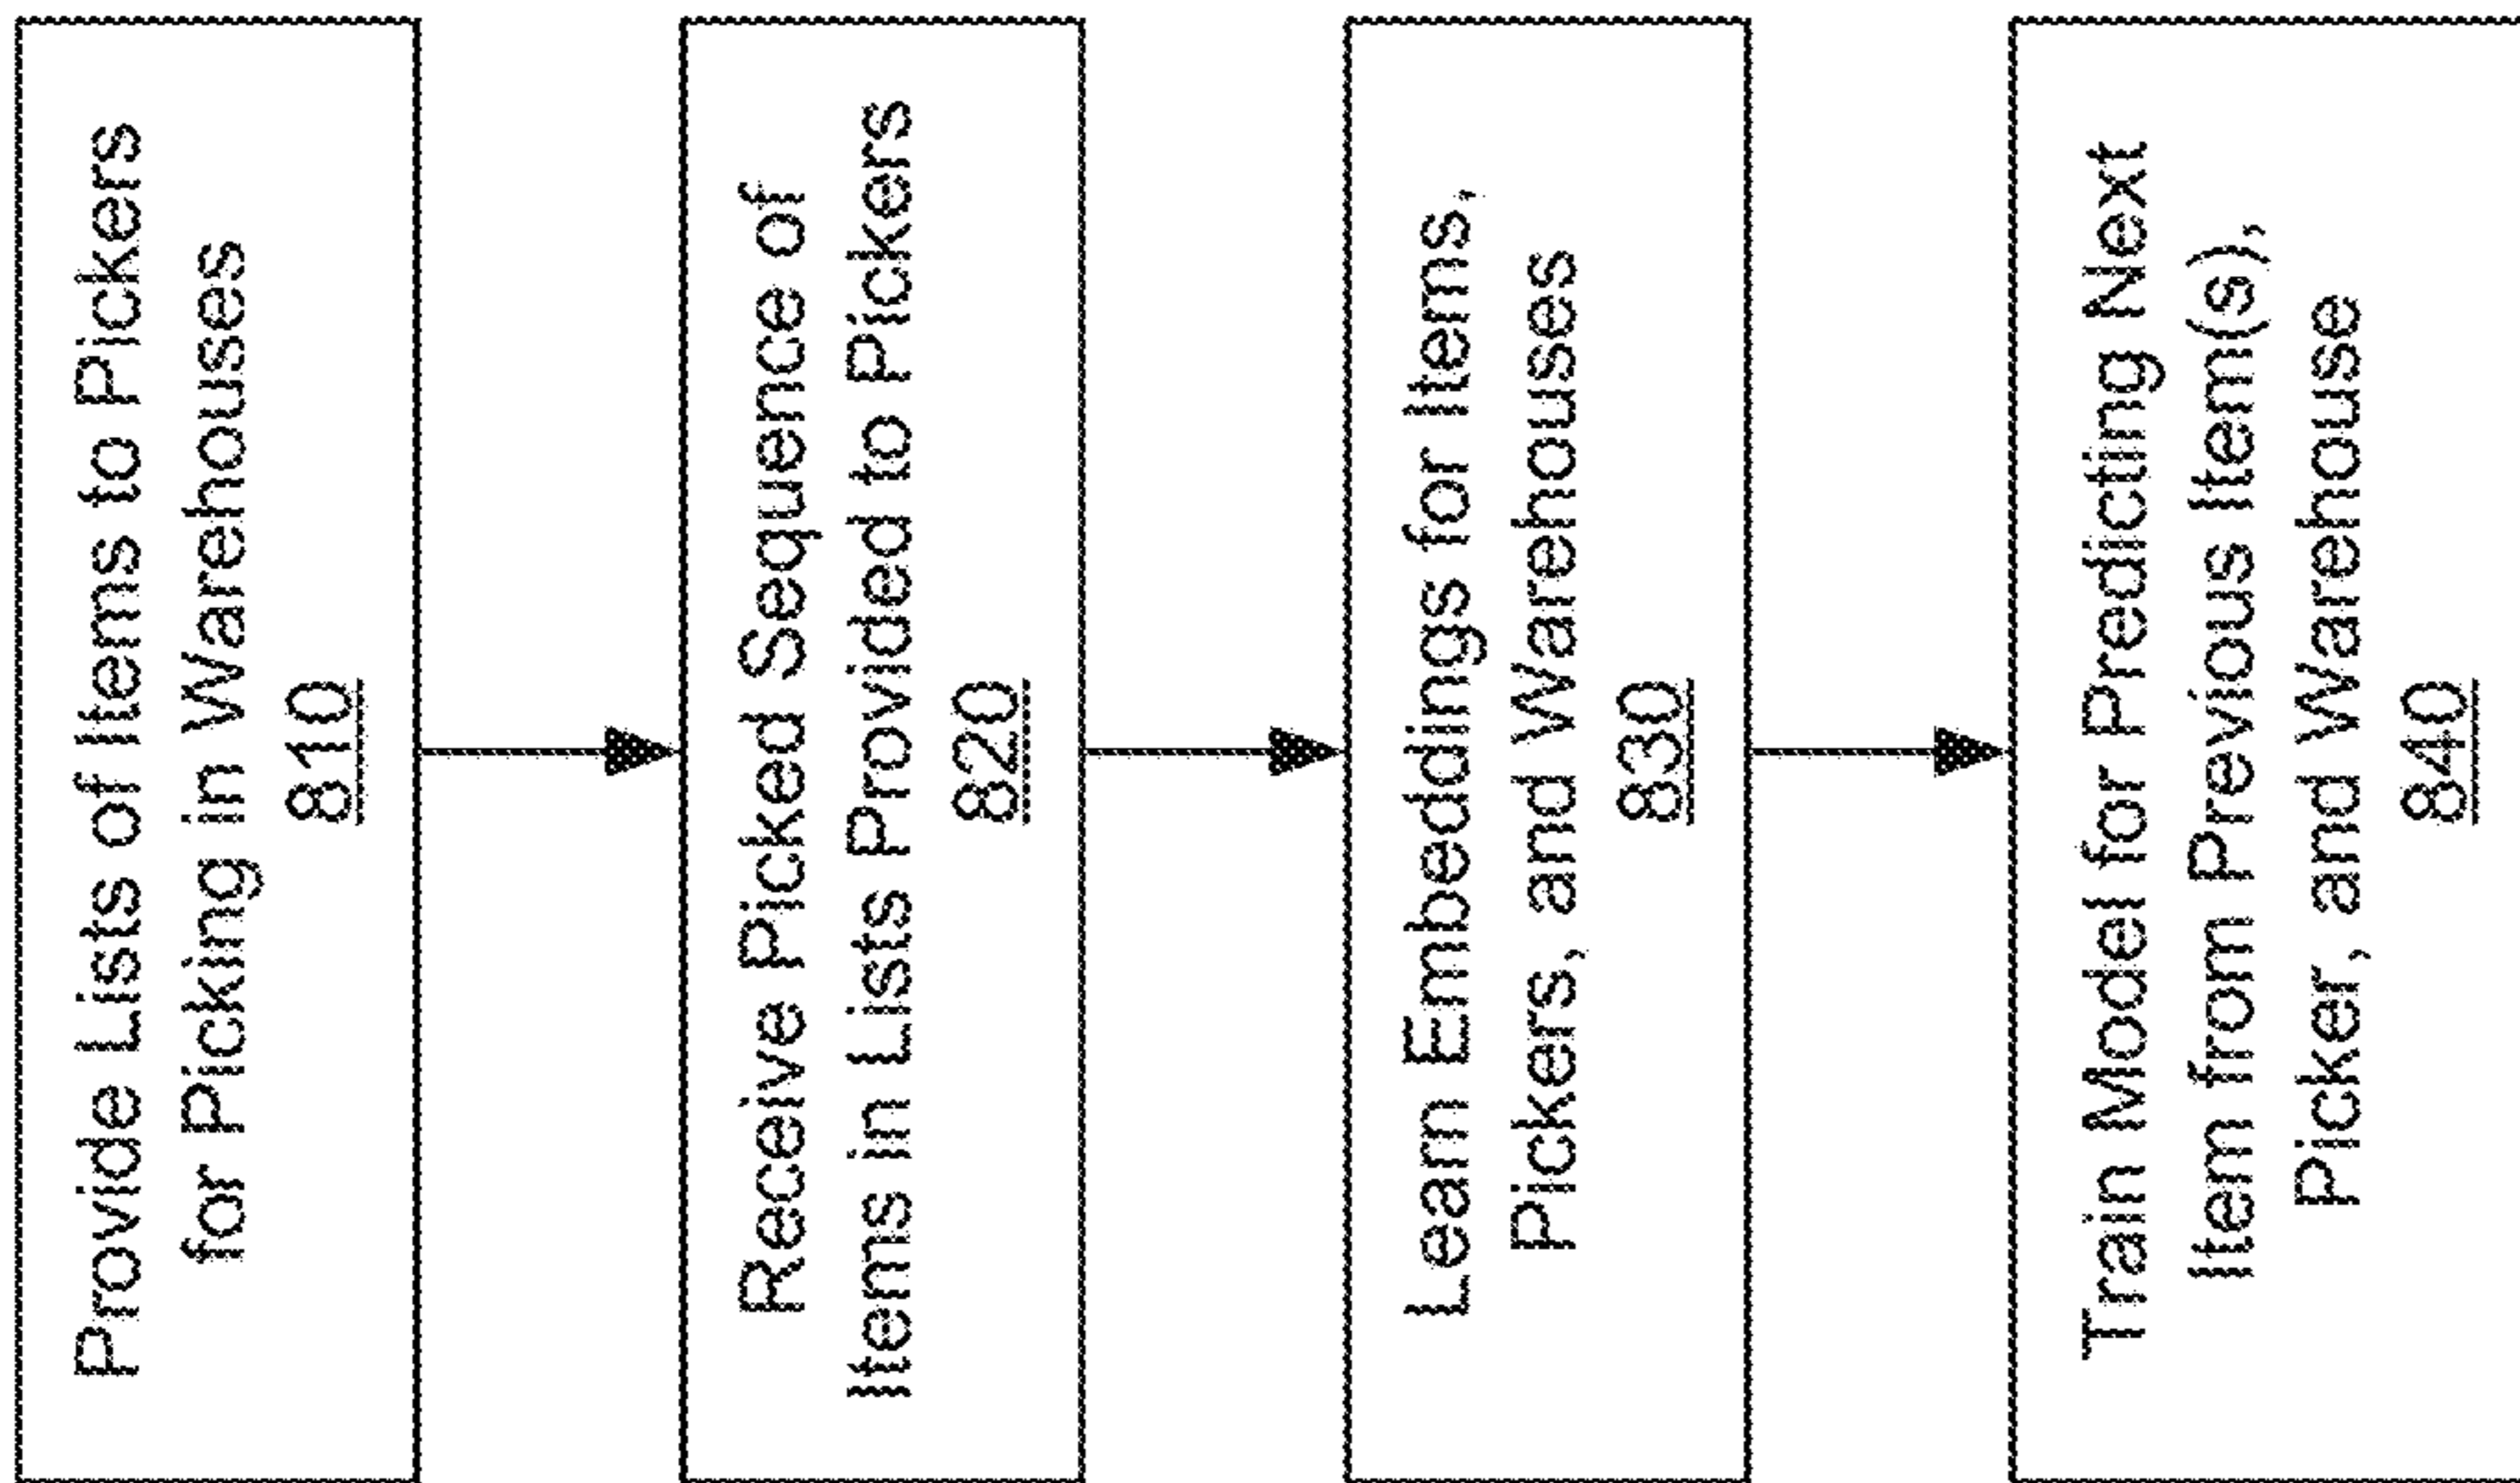 Provide Lists of Items to Pickers
for Picking in Warehouses
810
Receive Picked Sequence of
Items in Lists Provided to Pickers
820
Learn Embeddings for Items,
Pickers, and Warehouses
830
Train Model for Predicting Next
Item from Previous Item(s),
Picker, and Warehouse
840